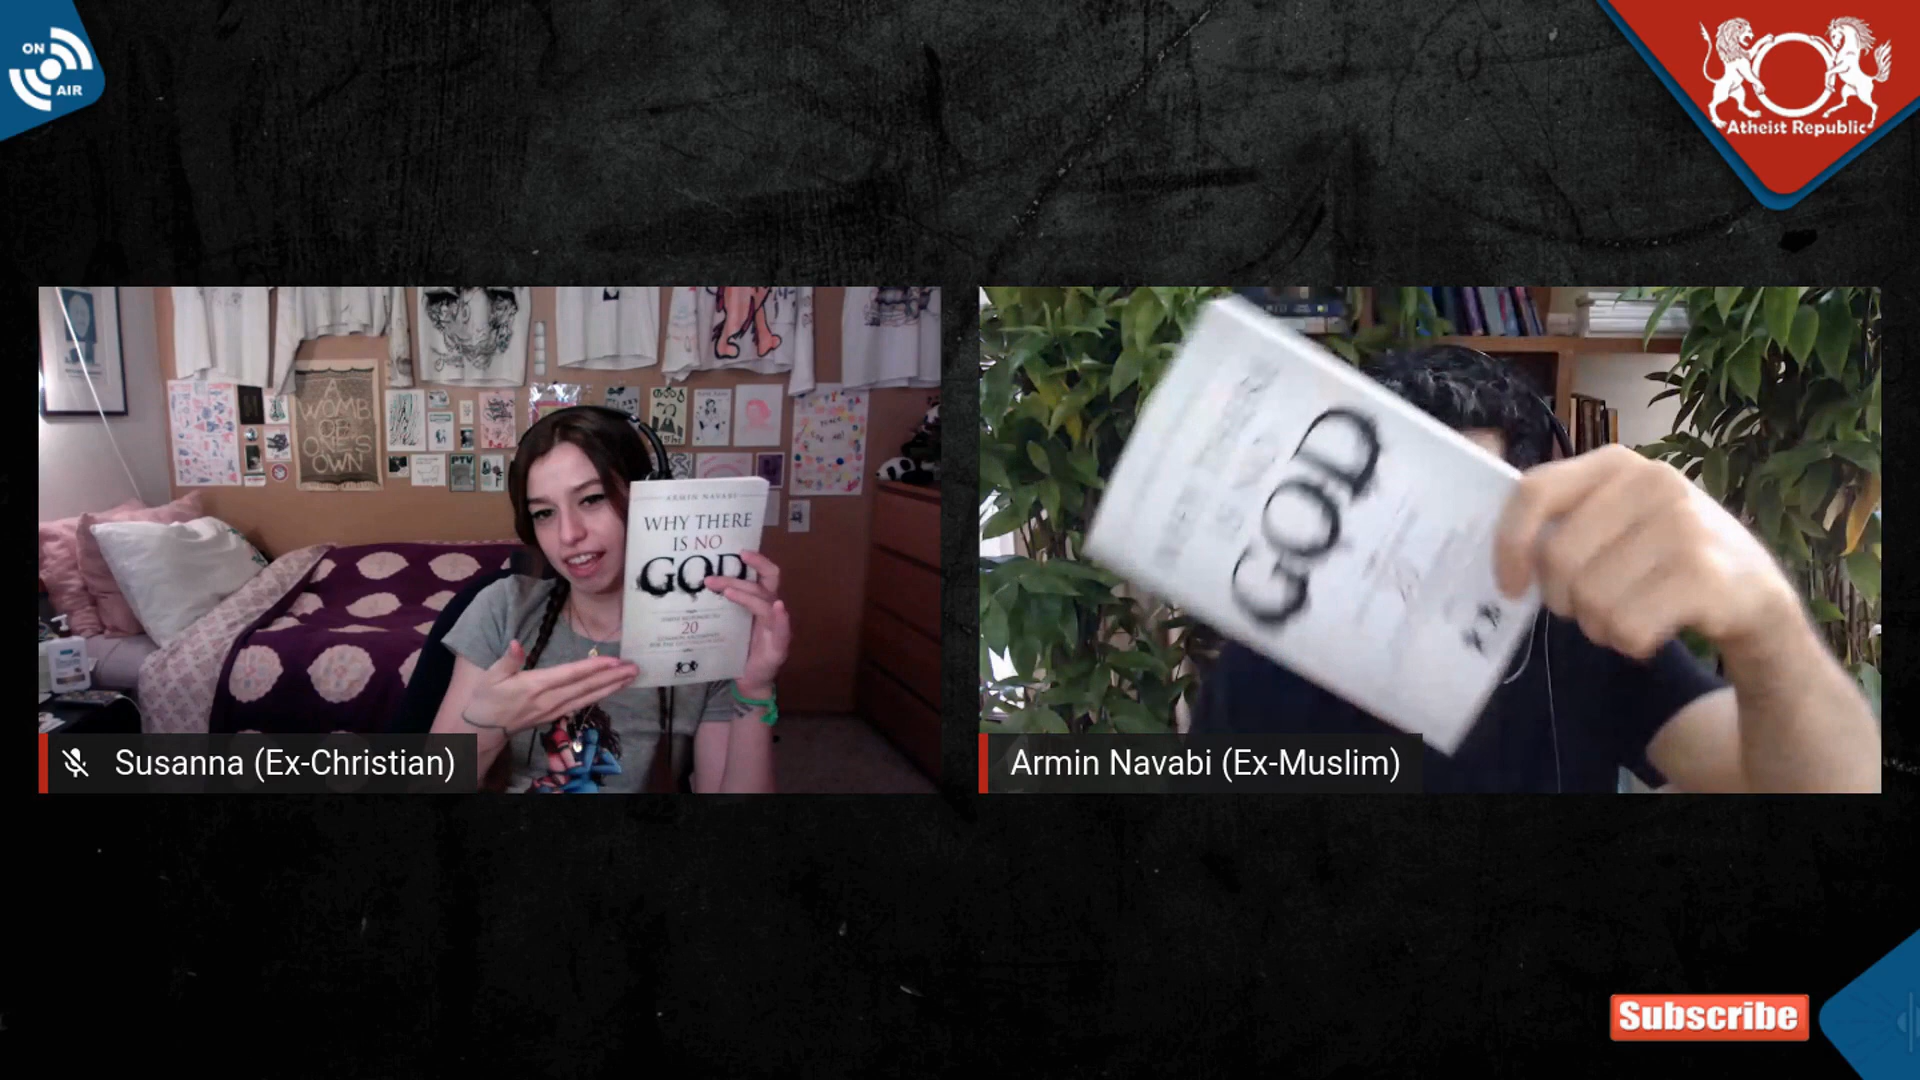 ON
AIR
Atheist Republic
A
WOMB
OF
ONE'S
OWN
PTV
ARMIN NAVABI
WHY THERE
IS NO
GOD
20
GOD
Susanna (Ex-Christian)
Armin Navabi (Ex-Muslim)
Subscribe